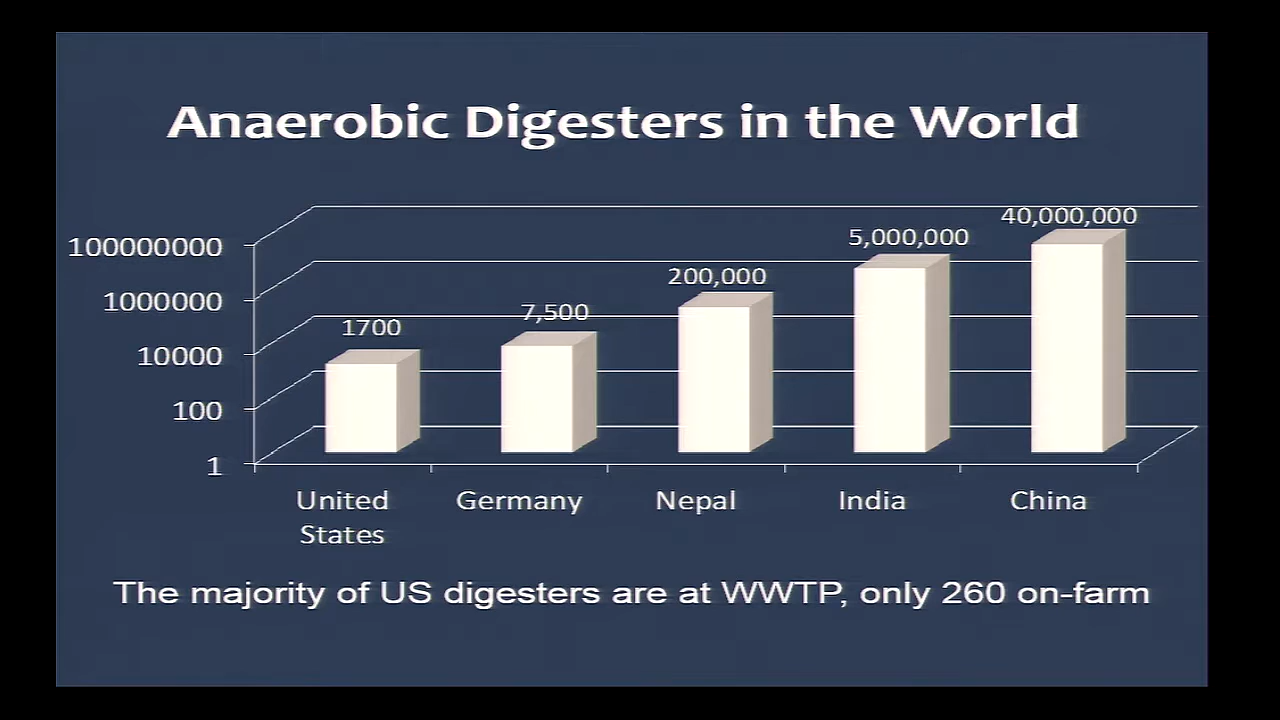 Anaerobic Digesters in the World
100000000
1000000
10000
100
1
1700
7,500
200,000
5,000,000
40,000,000
United States
Germany
Nepal
India
China
The majority of US digesters are at WWTP, only 260 on-farm